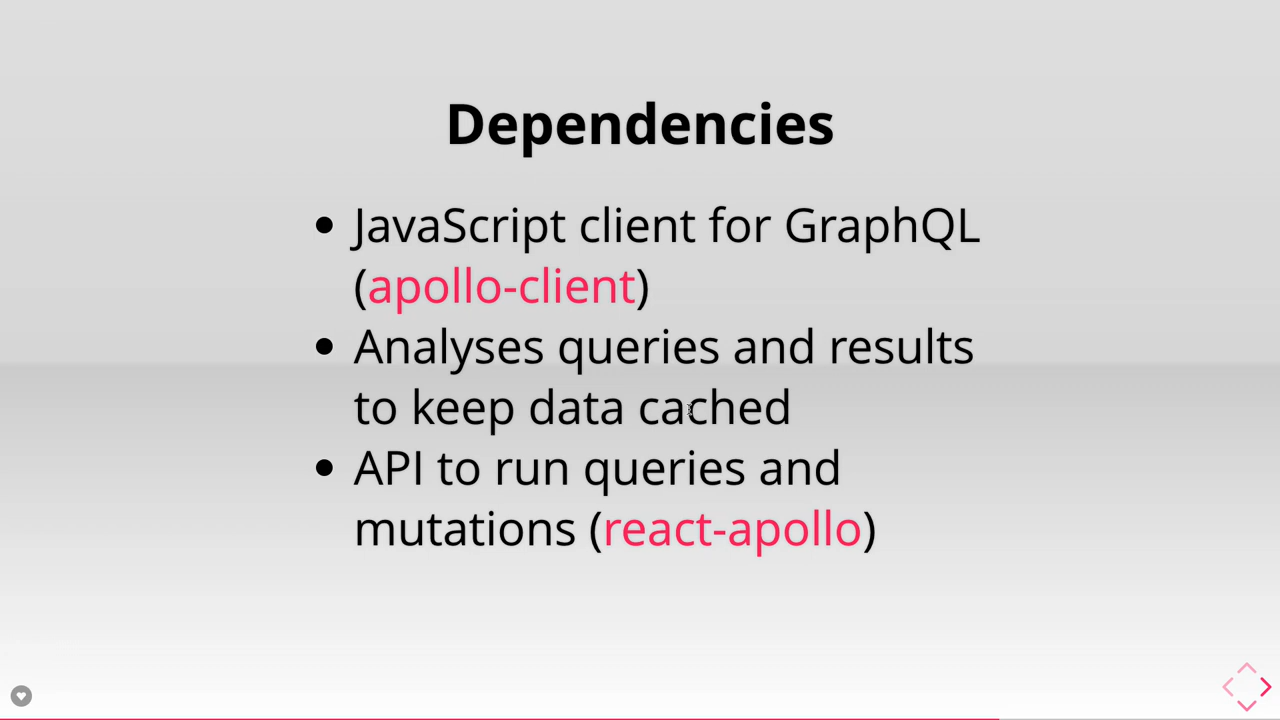 Dependencies
• JavaScript client for GraphQL
(apollo-client)
• Analyses queries and results
to keep data cached
• API to run queries and
mutations (react-apollo)